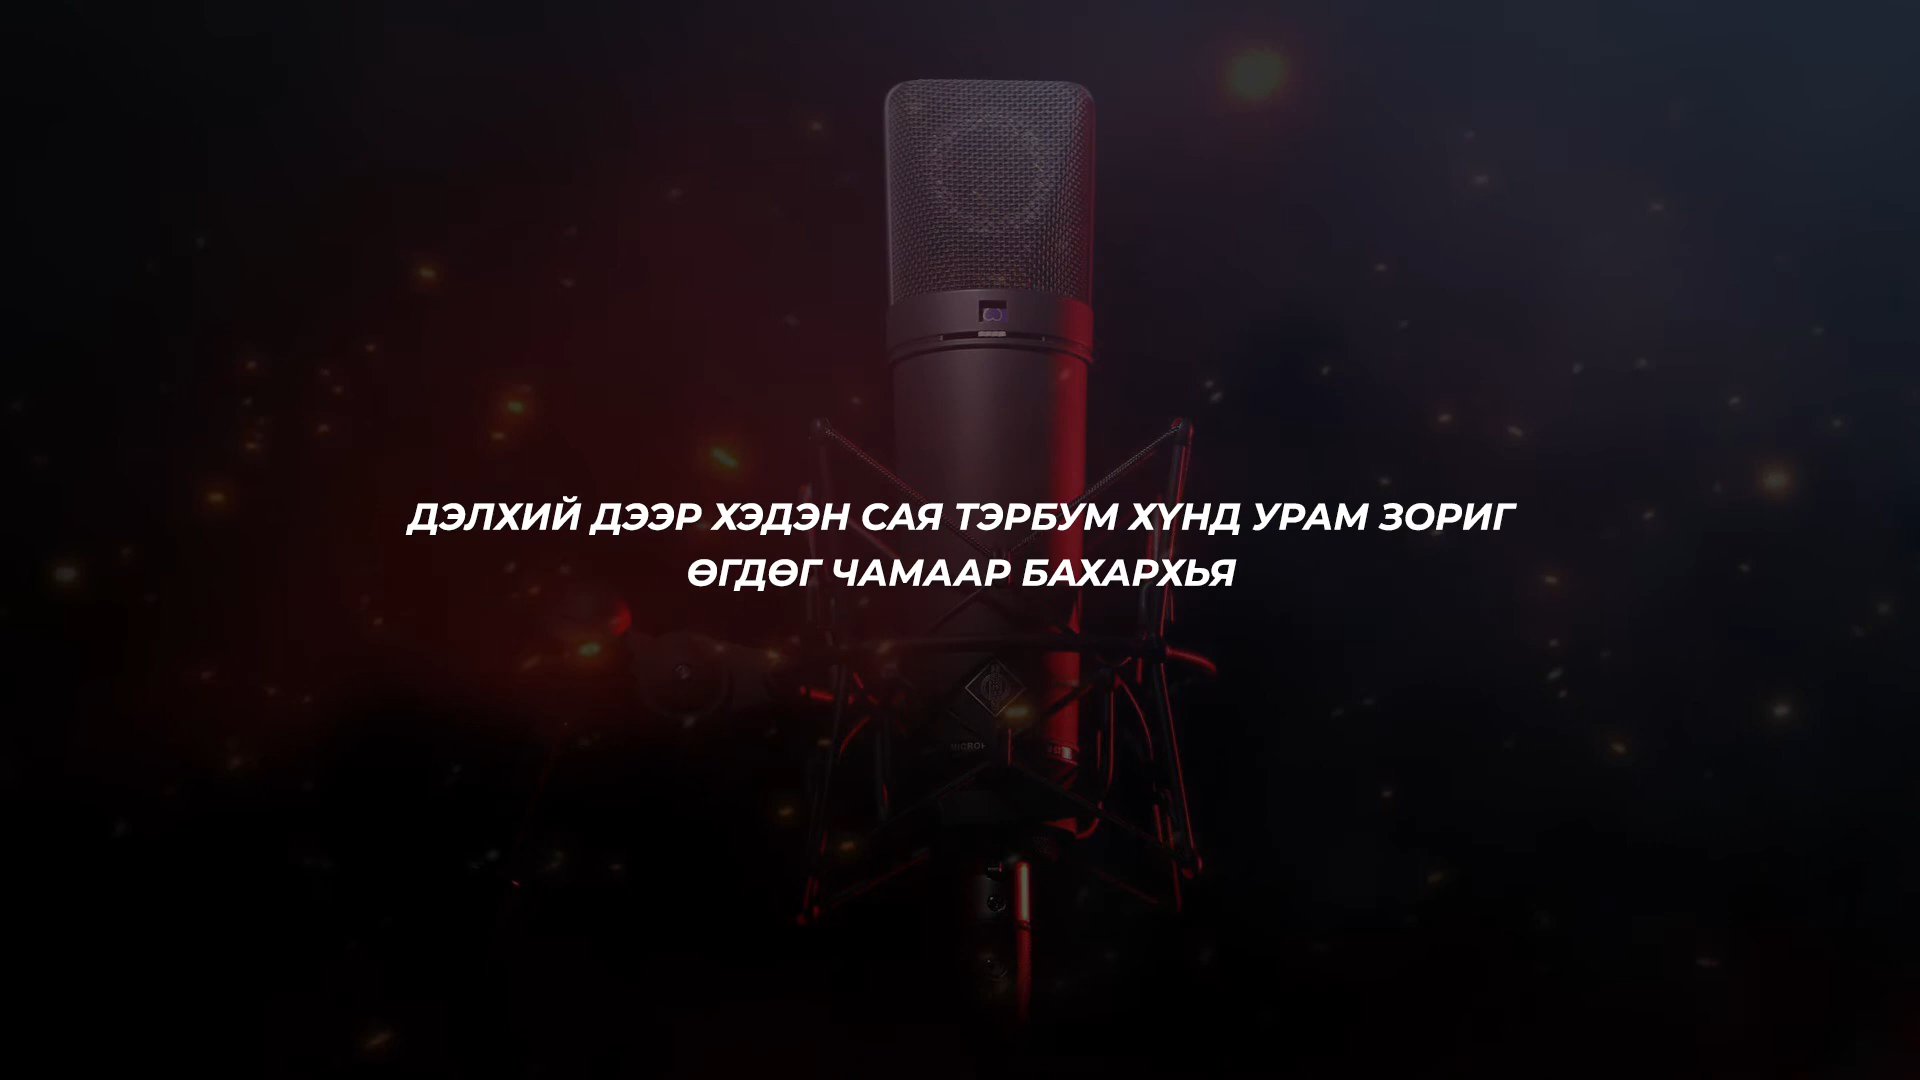 ДЭЛХИЙ ДЭЭР ХЭДЭН САЯ ТЭРБУМ ХҮНД УРАМ ЗОРИГ
ӨГДӨГ ЧАМААР БАХАРХЬЯ